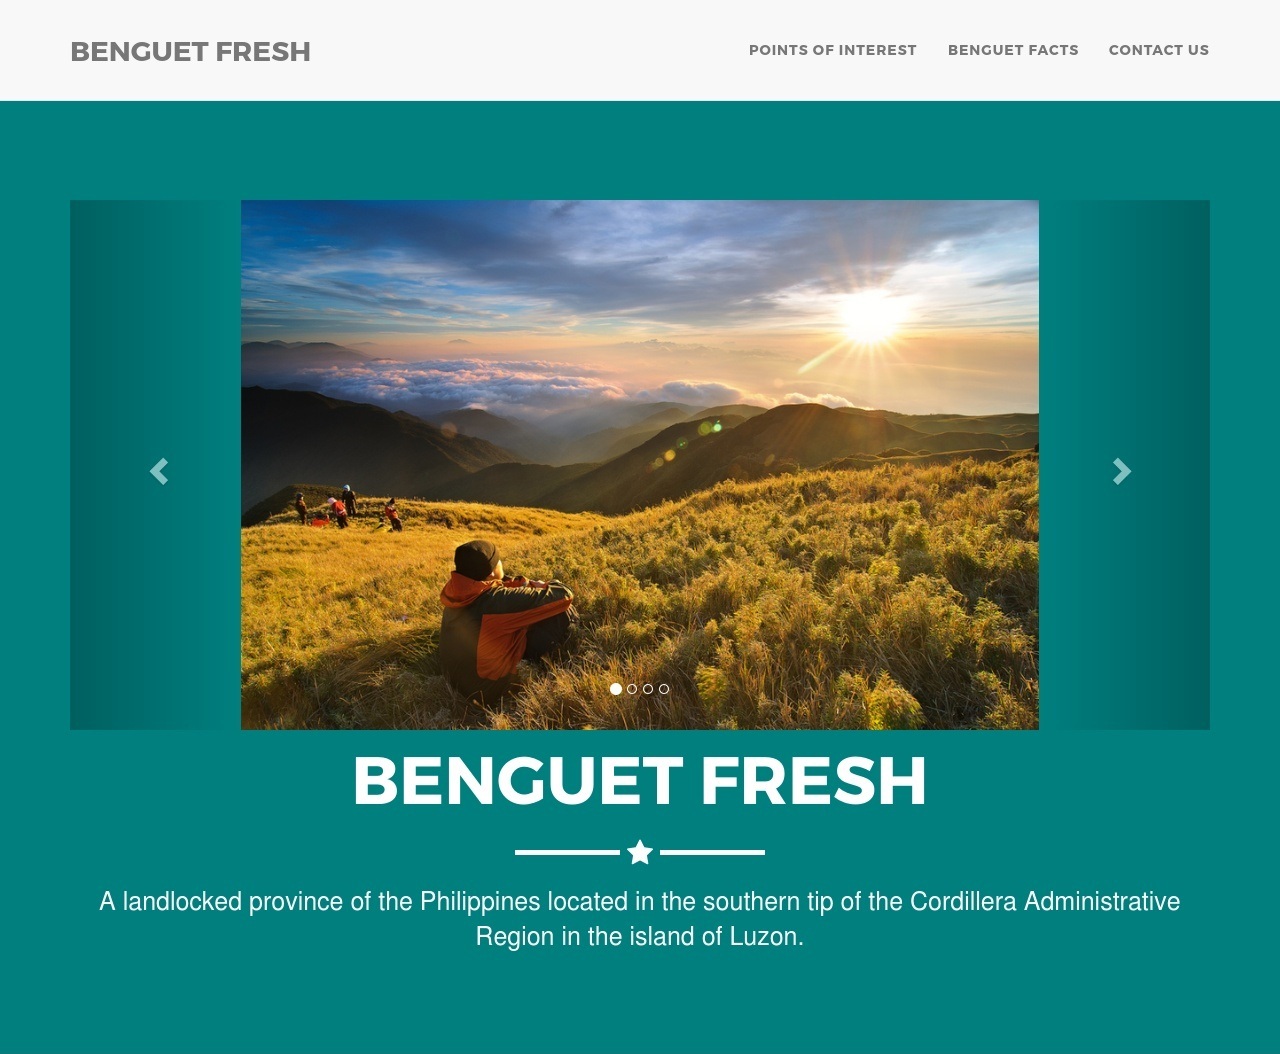 BENGUET FRESH
POINTS OF INTEREST
BENGUET FACTS
CONTACT US
BENGUET FRESH
A landlocked province of the Philippines located in the southern tip of the Cordillera Administrative
Region in the island of Luzon.